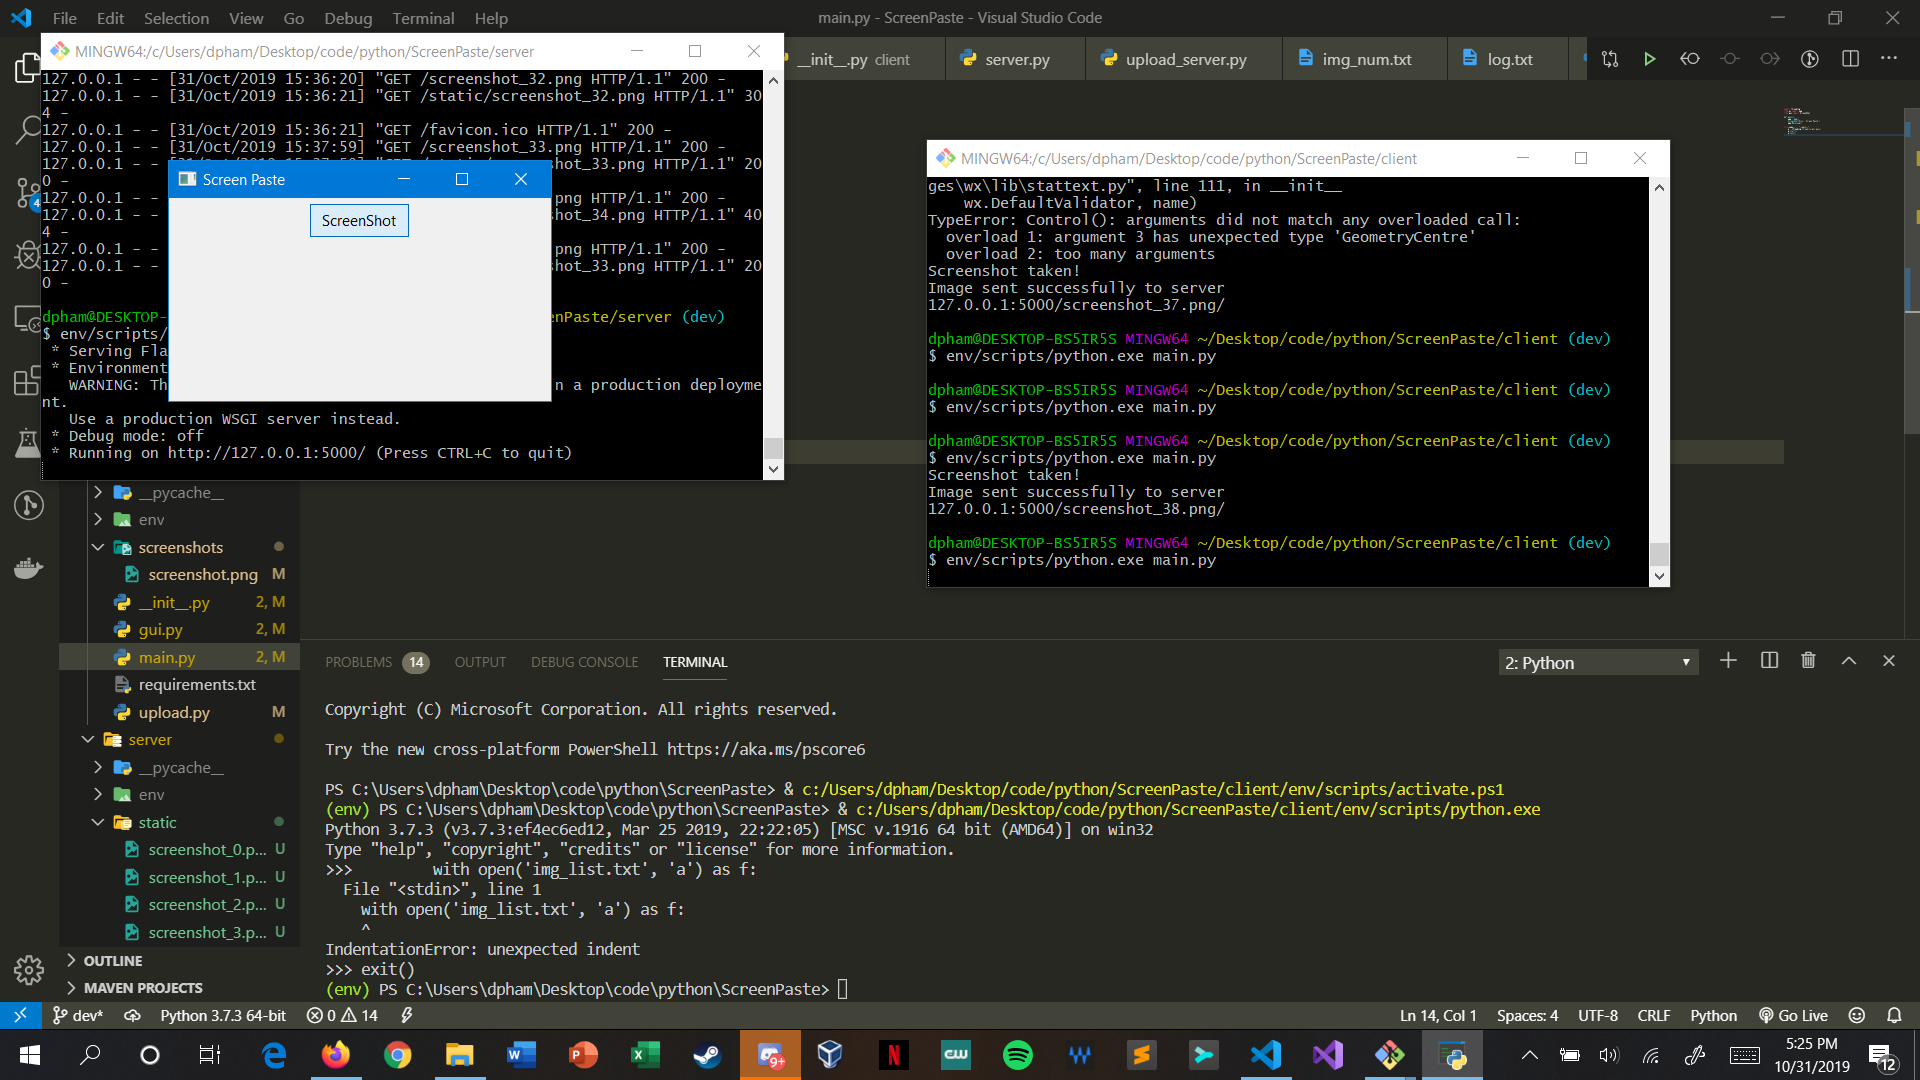 File Edit Selection View Go Debug Terminal Help
main.py - ScreenPaste - Visual Studio Code
__init__.py client
server.py
upload_server.py
img_num.txt
log.txt
MINGW64:/c/Users/dpham/Desktop/code/python/ScreenPaste/server
127.0.0.1 - - [31/Oct/2019 15:36:20] "GET /screenshot_32.png HTTP/1.1" 200 -
127.0.0.1 - - [31/Oct/2019 15:36:21] "GET /static/screenshot_32.png HTTP/1.1" 30
4 -
127.0.0.1 - - [31/Oct/2019 15:36:21] "GET /favicon.ico HTTP/1.1" 200 -
127.0.0.1 - - [31/Oct/2019 15:37:59] "GET /screenshot_33.png HTTP/1.1" 200 -
127.0.0.1 - - hot_33.png HTTP/1.1" 20
0 -
127.0.0.1 - - png HTTP/1.1" 200 -
127.0.0.1 - - hot_34.png HTTP/1.1" 40
4 -
127.0.0.1 - - png HTTP/1.1" 200 -
127.0.0.1 - - hot_33.png HTTP/1.1" 20
0 -
dpham@DESKTOP- enPaste/server (dev)
$ env/scripts/
* Serving Fla
* Environment
WARNING: Th n a production deployme
nt.
Use a production WSGI server instead.
* Debug mode: off
* Running on http://127.0.0.1:5000/ (Press CTRL+C to quit)
Screen Paste
ScreenShot
MINGW64:/c/Users/dpham/Desktop/code/python/ScreenPaste/client
ges\wx\lib\stattext.py", line 111, in __init__
wx.DefaultValidator, name)
TypeError: Control(): arguments did not match any overloaded call:
overload 1: argument 3 has unexpected type 'GeometryCentre'
overload 2: too many arguments
Screenshot taken!
Image sent successfully to server
127.0.0.1:5000/screenshot_37.png/
dpham@DESKTOP-BS5IR5S MINGW64 ~/Desktop/code/python/ScreenPaste/client (dev)
$ env/scripts/python.exe main.py
dpham@DESKTOP-BS5IR5S MINGW64 ~/Desktop/code/python/ScreenPaste/client (dev)
$ env/scripts/python.exe main.py
dpham@DESKTOP-BS5IR5S MINGW64 ~/Desktop/code/python/ScreenPaste/client (dev)
$ env/scripts/python.exe main.py
Screenshot taken!
Image sent successfully to server
127.0.0.1:5000/screenshot_38.png/
dpham@DESKTOP-BS5IR5S MINGW64 ~/Desktop/code/python/ScreenPaste/client (dev)
$ env/scripts/python.exe main.py
4
__pycache__
env
screenshots
screenshot.png M
__init__.py 2, M
gui.py 2, M
main.py 2, M
requirements.txt
upload.py M
server
__pycache__
env
static
screenshot_0.p... U
screenshot_1.p... U
screenshot_2.p... U
screenshot_3.p... U
OUTLINE
MAVEN PROJECTS
PROBLEMS 14 OUTPUT DEBUG CONSOLE TERMINAL
2: Python
Copyright (C) Microsoft Corporation. All rights reserved.
Try the new cross-platform PowerShell https://aka.ms/pscore6
PS C:\Users\dpham\Desktop\code\python\ScreenPaste> & c:/Users/dpham/Desktop/code/python/ScreenPaste/client/env/scripts/activate.ps1
(env) PS C:\Users\dpham\Desktop\code\python\ScreenPaste> & c:/Users/dpham/Desktop/code/python/ScreenPaste/client/env/scripts/python.exe
Python 3.7.3 (v3.7.3:ef4ec6ed12, Mar 25 2019, 22:22:05) [MSC v.1916 64 bit (AMD64)] on win32
Type "help", "copyright", "credits" or "license" for more information.
>>> with open('img_list.txt', 'a') as f:
File "<stdin>", line 1
with open('img_list.txt', 'a') as f:
^
IndentationError: unexpected indent
>>> exit()
(env) PS C:\Users\dpham\Desktop\code\python\ScreenPaste>
dev* Python 3.7.3 64-bit 0 14
Ln 14, Col 1 Spaces: 4 UTF-8 CRLF Python Go Live
9+
N
CW
5:25 PM
10/31/2019
12